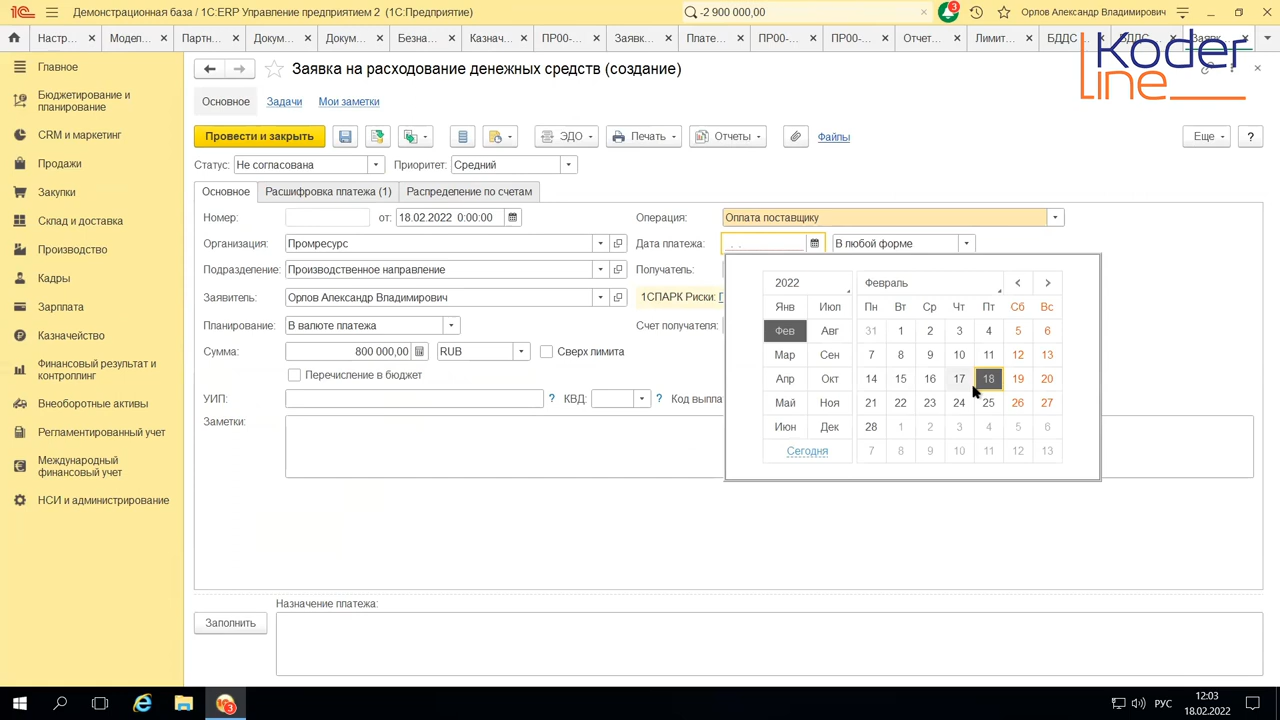 Демонстрационная база / 1С:ERP Управление предприятием 2 (1С:Предприятие)
-2 900 000,00
3
Орлов Александр Владимирович
Настр...
Модел...
Партн...
Докум...
Докум...
Безна...
Казнач...
ПР00-...
Заявк...
Плате...
ПР00-...
ПР00-...
Отчет...
Лимит...
БДДС
Заявк...
Koder
line
Главное
Бюджетирование и
планирование
CRM и маркетинг
Продажи
Закупки
Склад и доставка
Производство
Кадры
Зарплата
Казначейство
Финансовый результат и
контроллинг
Внеоборотные активы
Регламентированный учет
Международный
финансовый учет
НСИ и администрирование
Заявка на расходование денежных средств (создание)
Основное
Задачи
Мои заметки
Провести и закрыть
ЭДО
Печать
Отчеты
Файлы
Еще
?
Статус: Не согласована
Приоритет: Средний
Основное
Расшифровка платежа (1)
Распределение по счетам
Номер:
от: 18.02.2022 0:00:00
Операция: Оплата поставщику
Организация: Промресурс
Дата платежа: . .
В любой форме
Подразделение: Производственное направление
Получатель:
Заявитель: Орлов Александр Владимирович
1СПАРК Риски:
Планирование: В валюте платежа
Счет получателя:
Сумма: 800 000,00 RUB
Сверх лимита
Перечисление в бюджет
УИП: ?
КВД: ?
Код выпла
Заметки:
2022
Февраль
Янв Июл
Фев Авг
Мар Сен
Апр Окт
Май Ноя
Июн Дек
Сегодня
Пн Вт Ср Чт Пт Сб Вс
31 1 2 3 4 5 6
7 8 9 10 11 12 13
14 15 16 17 18 19 20
21 22 23 24 25 26 27
28 1 2 3 4 5 6
7 8 9 10 11 12 13
Назначение платежа:
Заполнить
3
РУС
12:03
18.02.2022